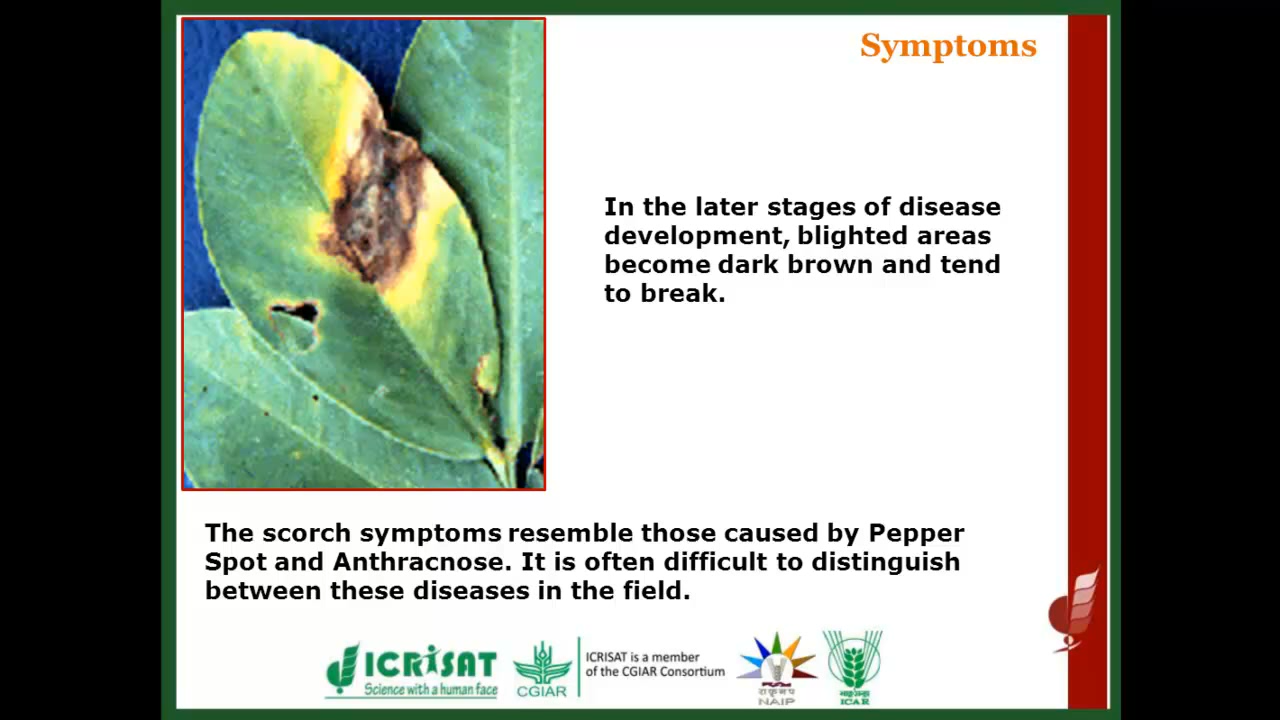 Symptoms
In the later stages of disease
development, blighted areas
become dark brown and tend
to break.
The scorch symptoms resemble those caused by Pepper
Spot and Anthracnose. It is often difficult to distinguish
between these diseases in the field.
ICRISAT
Science with a human face
CGIAR
ICRISAT is a member
of the CGIAR Consortium
NAIP
ICAR